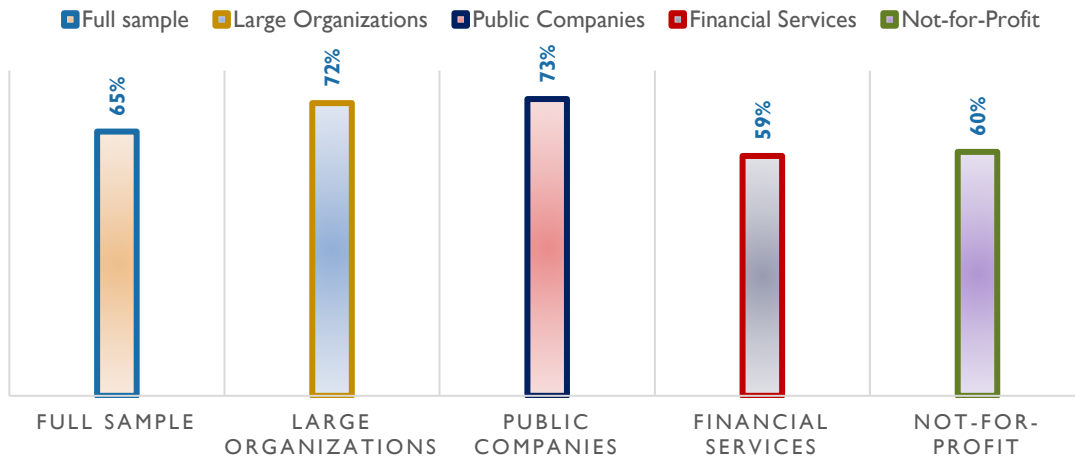 Full sample Large Organizations Public Companies Financial Services Not-for-Profit
65%
72%
73%
59%
60%
FULL SAMPLE
LARGE
ORGANIZATIONS
PUBLIC
COMPANIES
FINANCIAL
SERVICES
NOT-FOR-
PROFIT